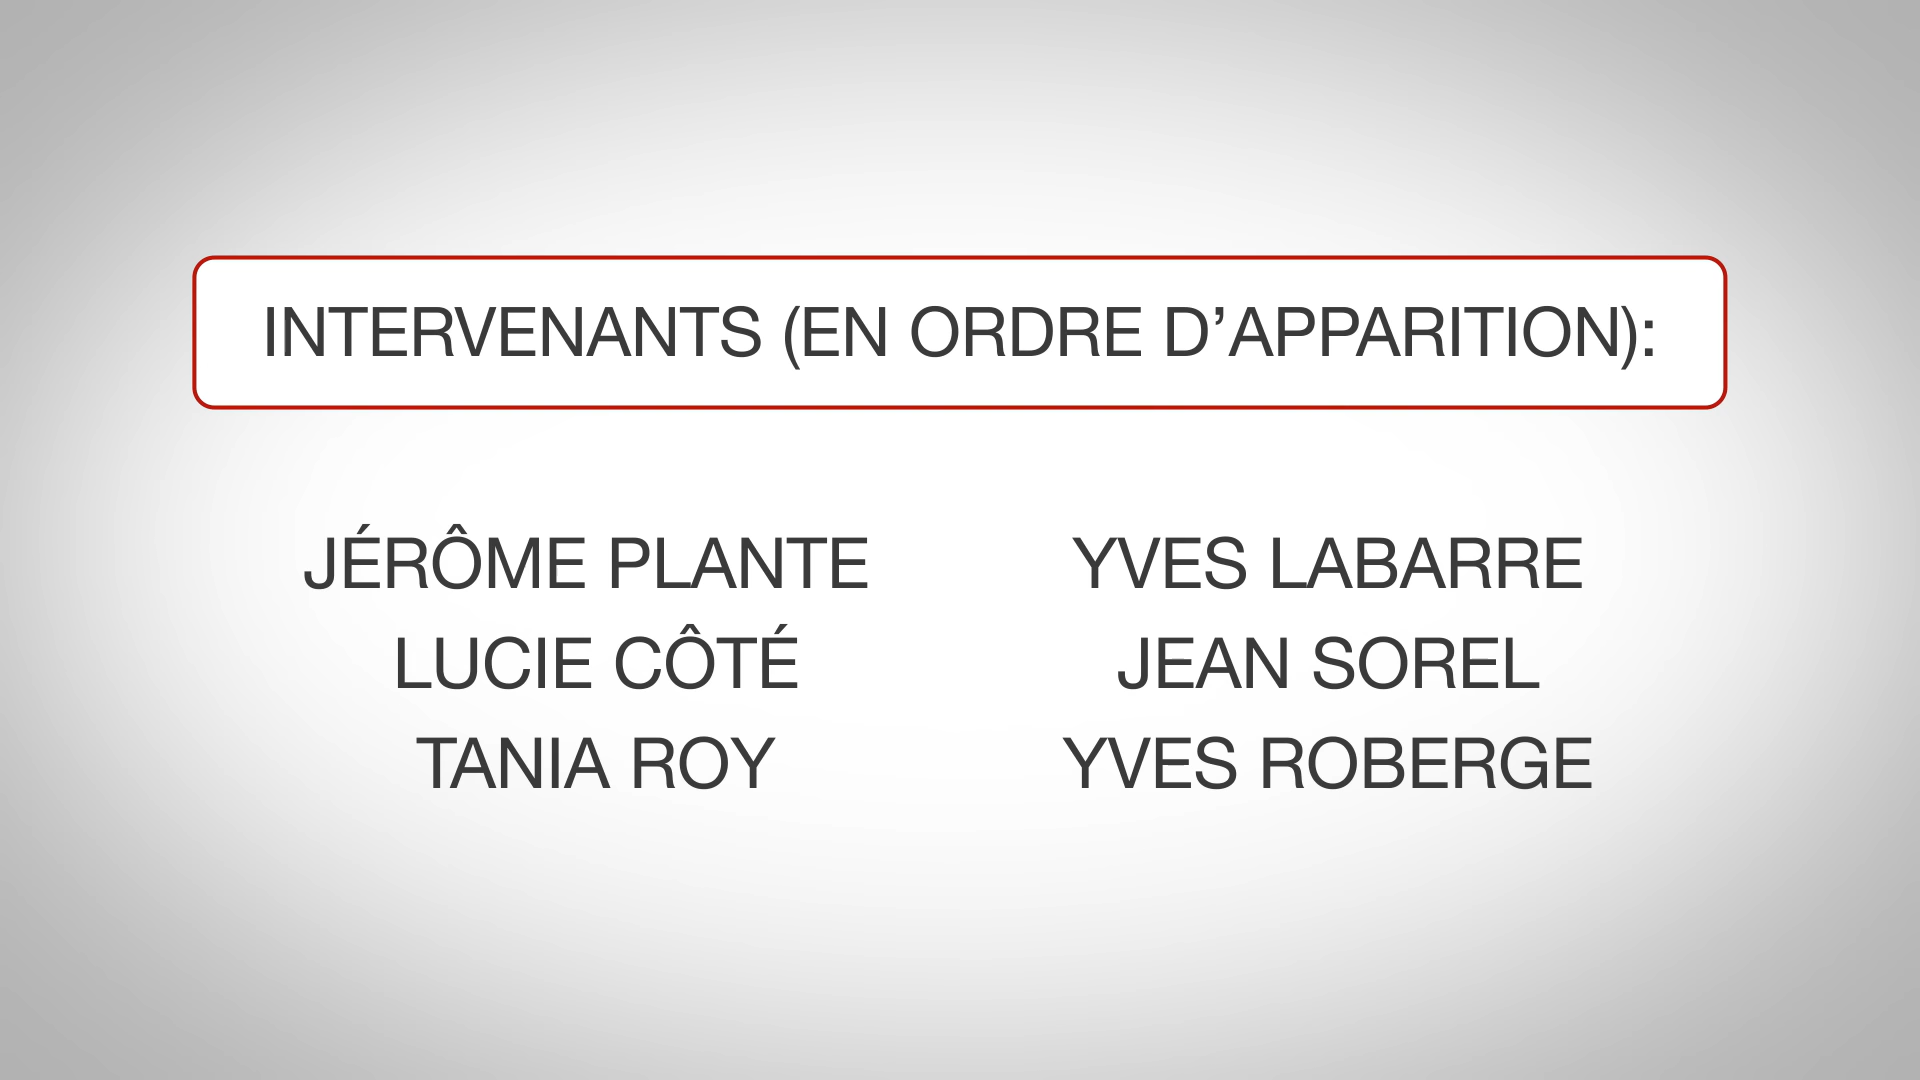 INTERVENANTS (EN ORDRE D’APPARITION):
JÉRÔME PLANTE
LUCIE CÔTÉ
TANIA ROY
YVES LABARRE
JEAN SOREL
YVES ROBERGE